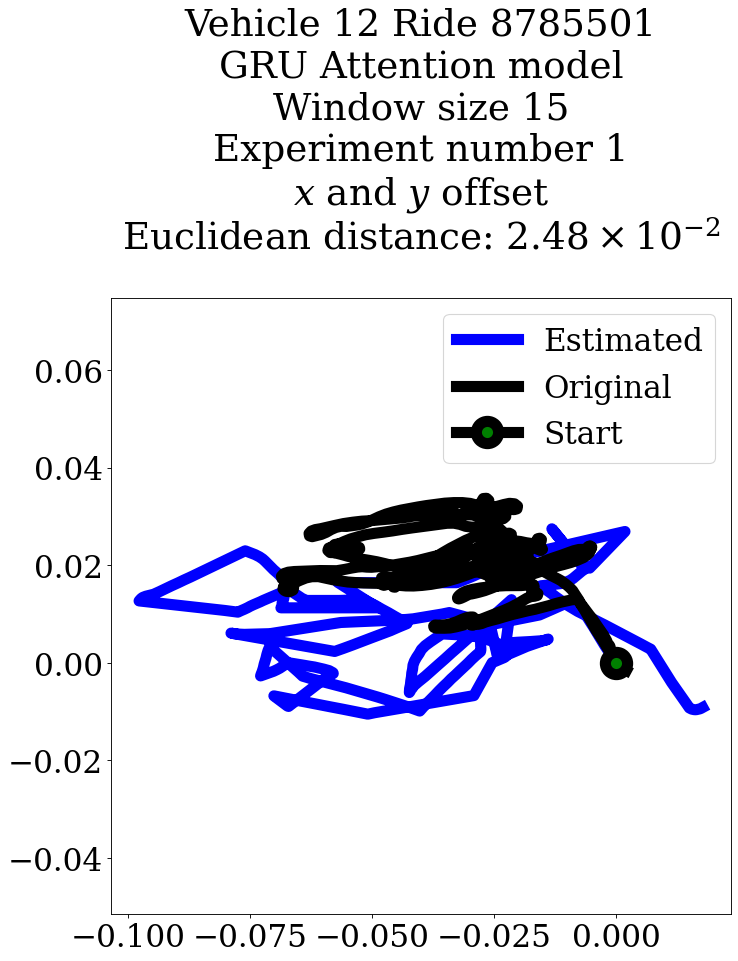 Vehicle 12 Ride 8785501
GRU Attention model
Window size 15
Experiment number 1
x and y offset
Euclidean distance: 2.48 × 10⁻²
Estimated
Original
Start
0.06
0.04
0.02
0.00
−0.02
−0.04
−0.100 −0.075 −0.050 −0.025 0.000